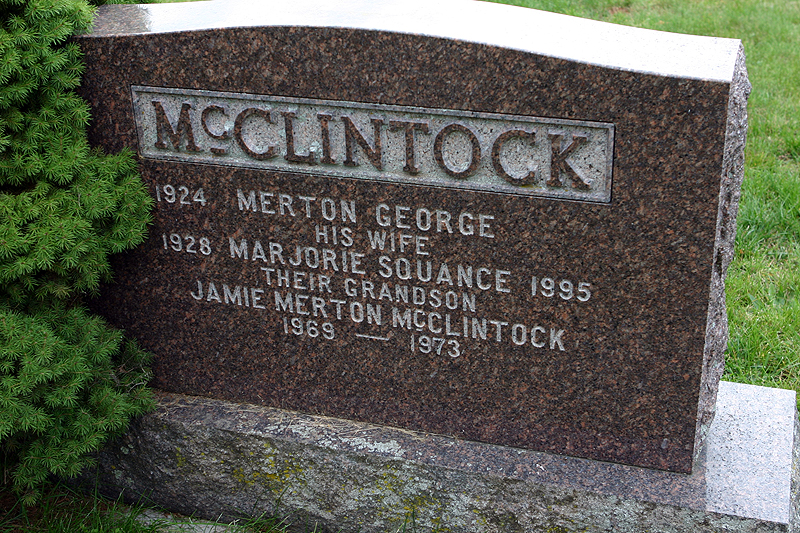 McCLINTOCK
1924 MERTON GEORGE
HIS WIFE
1928 MARJORIE SQUANCE 1995
THEIR GRANDSON
JAMIE MERTON MCCLINTOCK
1969 — 1973